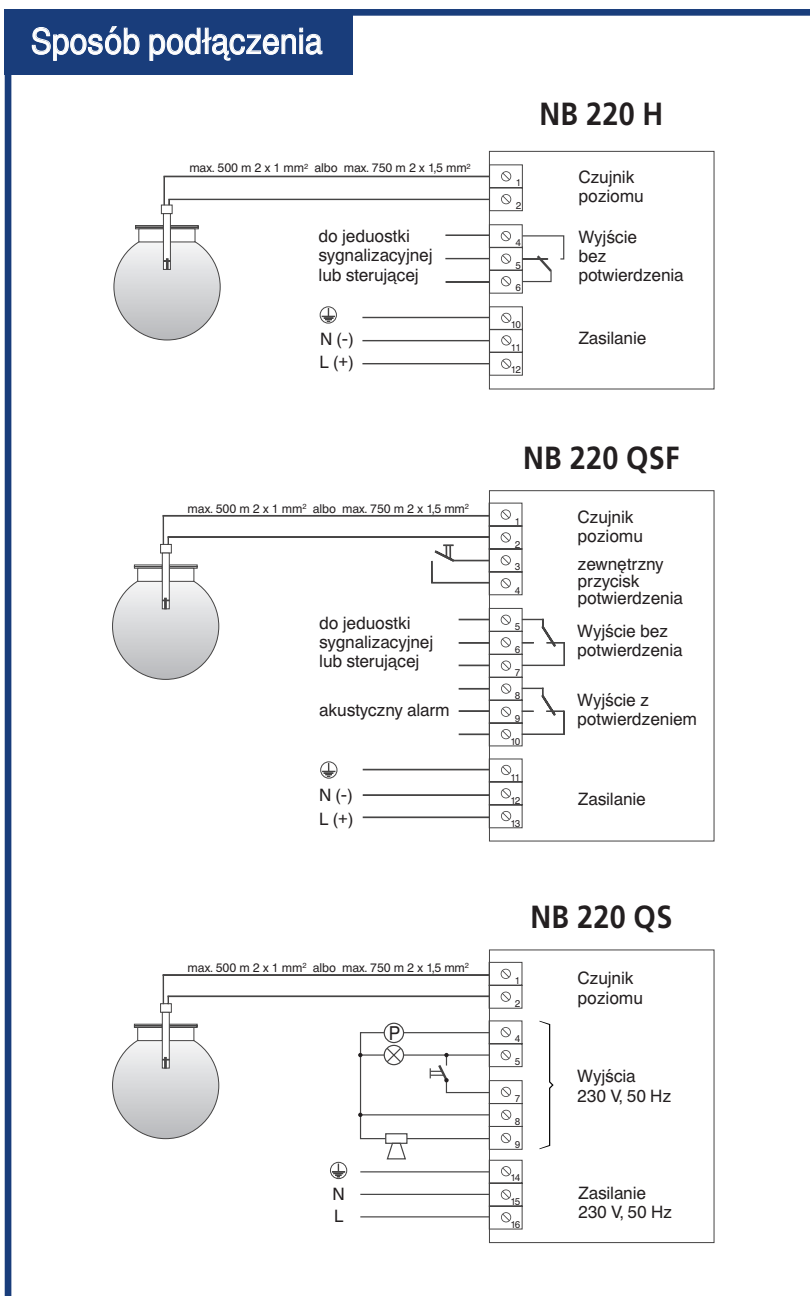 Sposób podłączenia
NB 220 H
max. 500 m 2 x 1 mm² albo max. 750 m 2 x 1,5 mm²
1
2
Czujnik
poziomu
do jeduostki
sygnalizacyjnej
lub sterującej
4
5
6
Wyjście
bez
potwierdzenia
N (-)
L (+)
10
11
12
Zasilanie
NB 220 QSF
max. 500 m 2 x 1 mm² albo max. 750 m 2 x 1,5 mm²
1
2
Czujnik
poziomu
3
4
zewnętrzny
przycisk
potwierdzenia
do jeduostki
sygnalizacyjnej
lub sterującej
5
6
7
Wyjście bez
potwierdzenia
akustyczny alarm
8
9
10
Wyjście z
potwierdzeniem
N (-)
L (+)
11
12
13
Zasilanie
NB 220 QS
max. 500 m 2 x 1 mm² albo max. 750 m 2 x 1,5 mm²
1
2
Czujnik
poziomu
P
4
5
7
8
9
Wyjścia
230 V, 50 Hz
N
L
14
15
16
Zasilanie
230 V, 50 Hz